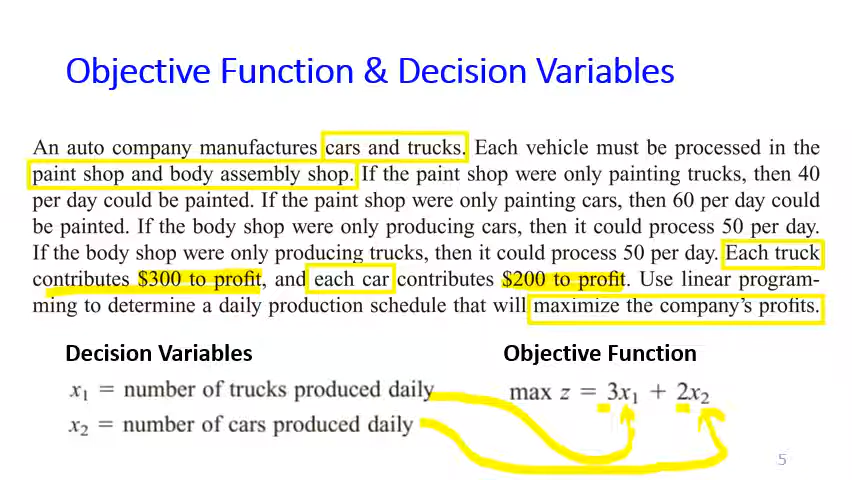 Objective Function & Decision Variables
An auto company manufactures cars and trucks. Each vehicle must be processed in the
paint shop and body assembly shop. If the paint shop were only painting trucks, then 40
per day could be painted. If the paint shop were only painting cars, then 60 per day could
be painted. If the body shop were only producing cars, then it could process 50 per day.
If the body shop were only producing trucks, then it could process 50 per day. Each truck
contributes $300 to profit, and each car contributes $200 to profit. Use linear program-
ming to determine a daily production schedule that will maximize the company's profits.
Decision Variables
x₁ = number of trucks produced daily
x₂ = number of cars produced daily
Objective Function
max z = 3x₁ + 2x₂
5